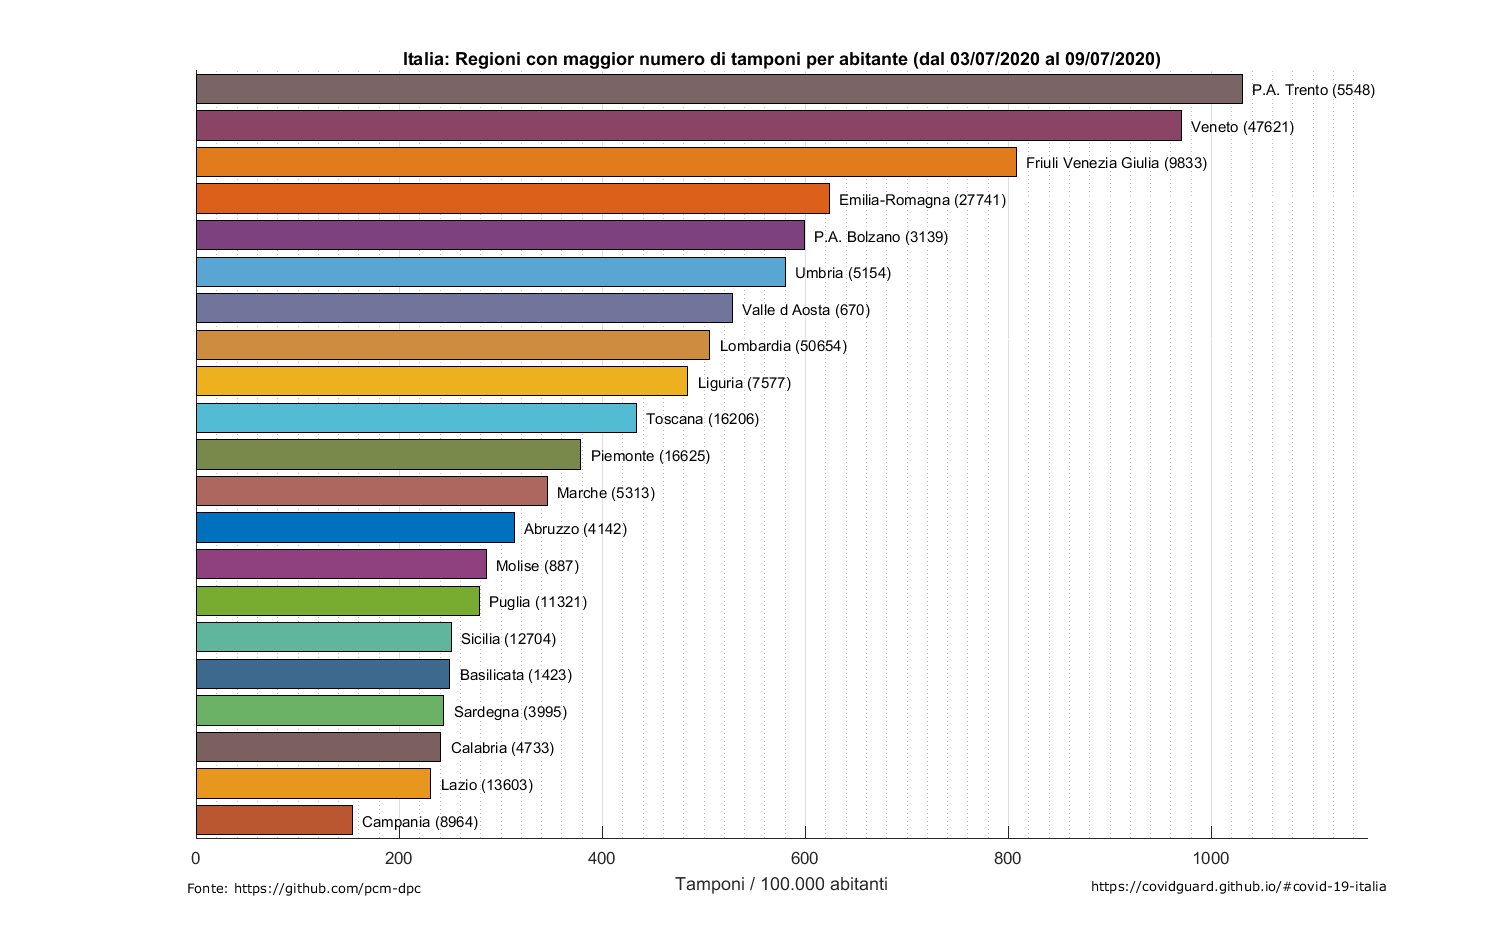 Italia: Regioni con maggior numero di tamponi per abitante (dal 03/07/2020 al 09/07/2020)
P.A. Trento (5548)
Veneto (47621)
Friuli Venezia Giulia (9833)
Emilia-Romagna (27741)
P.A. Bolzano (3139)
Umbria (5154)
Valle d Aosta (670)
Lombardia (50654)
Liguria (7577)
Toscana (16206)
Piemonte (16625)
Marche (5313)
Abruzzo (4142)
Molise (887)
Puglia (11321)
Sicilia (12704)
Basilicata (1423)
Sardegna (3995)
Calabria (4733)
Lazio (13603)
Campania (8964)
0 200 400 600 800 1000
Tamponi / 100.000 abitanti
Fonte: https://github.com/pcm-dpc
https://covidguard.github.io/#covid-19-italia